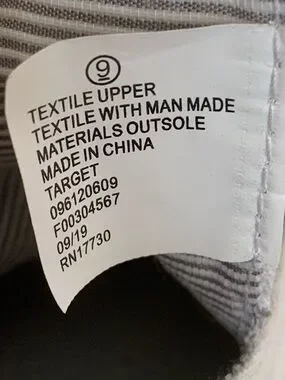 9
TEXTILE UPPER
TEXTILE WITH MAN MADE
MATERIALS OUTSOLE
MADE IN CHINA
TARGET
096120609
F00304567
09/19
RN17730